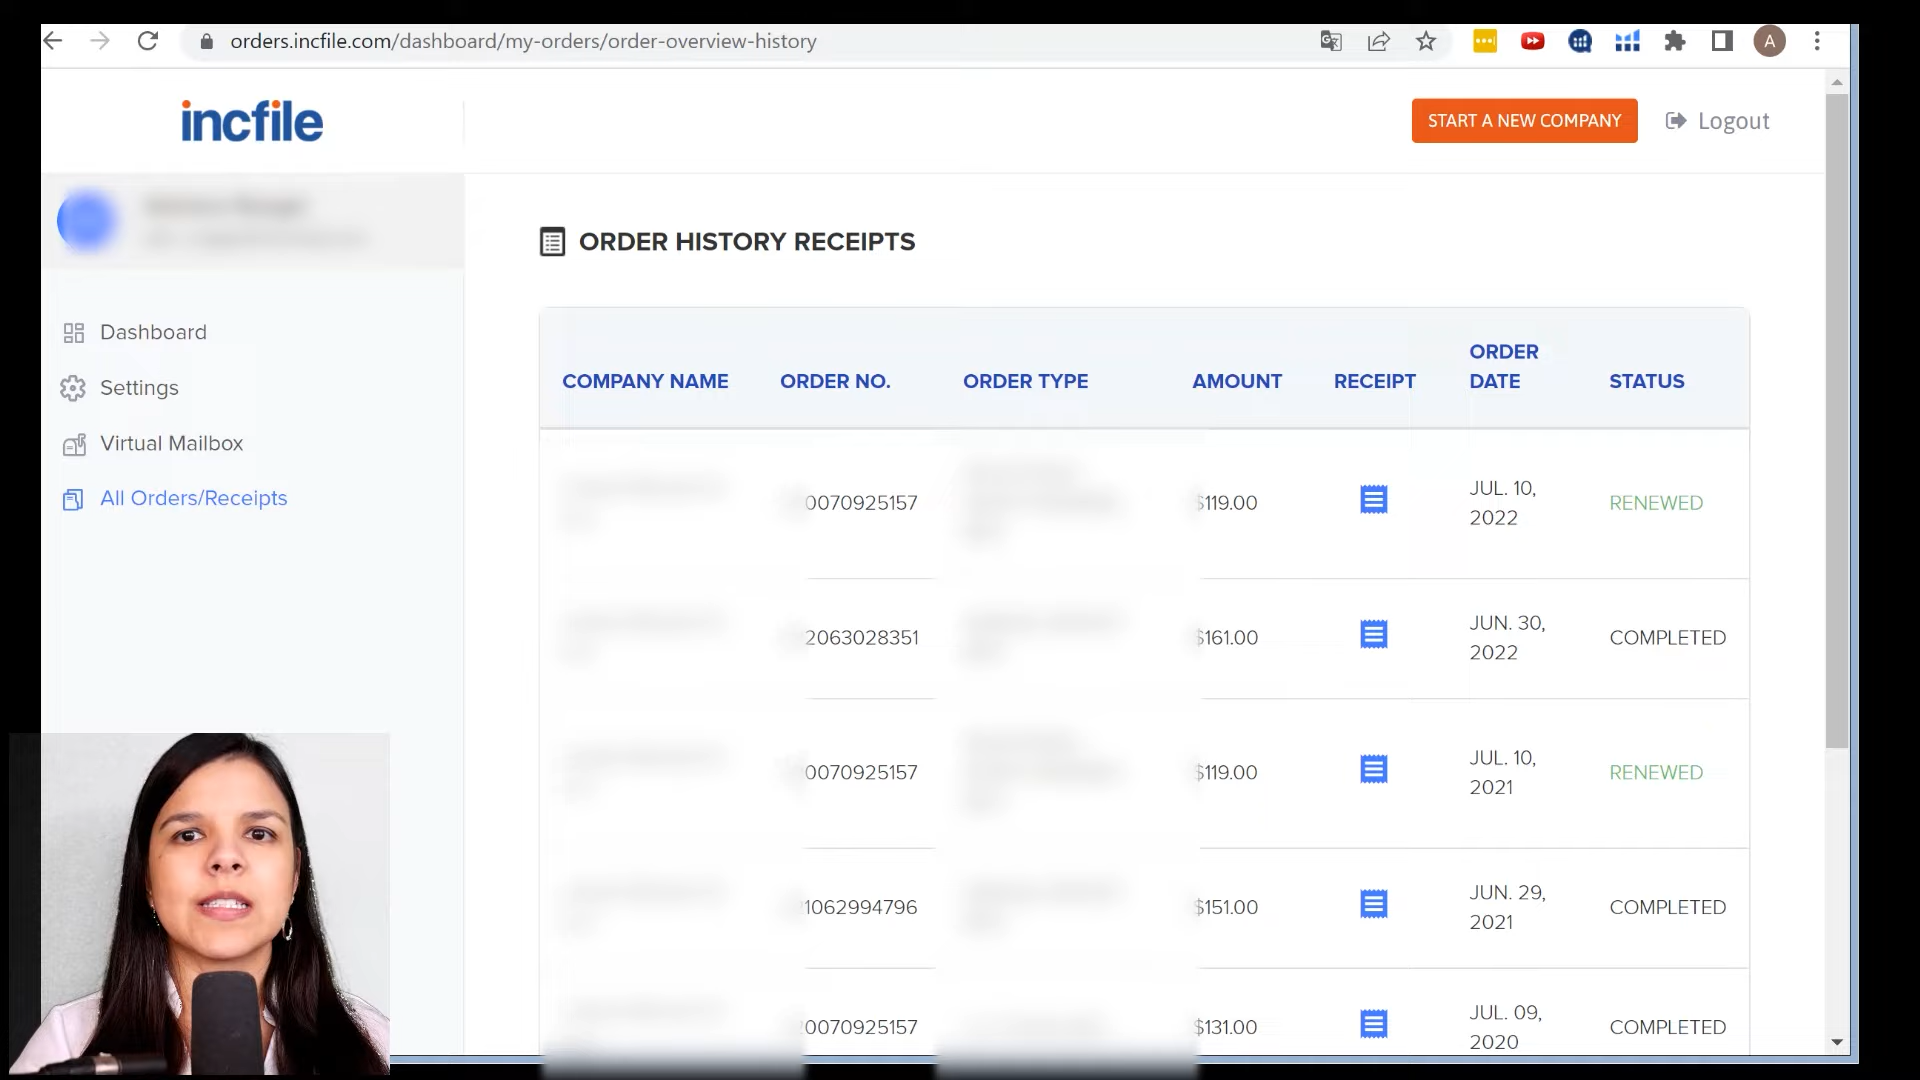 orders.incfile.com/dashboard/my-orders/order-overview-history
A
incfile
START A NEW COMPANY
Logout
Dashboard
Settings
Virtual Mailbox
All Orders/Receipts
ORDER HISTORY RECEIPTS
COMPANY NAME ORDER NO. ORDER TYPE AMOUNT RECEIPT ORDER DATE STATUS
0070925157 $119.00 JUL. 10, 2022 RENEWED
2063028351 $161.00 JUN. 30, 2022 COMPLETED
0070925157 $119.00 JUL. 10, 2021 RENEWED
1062994796 $151.00 JUN. 29, 2021 COMPLETED
0070925157 $131.00 JUL. 09, 2020 COMPLETED